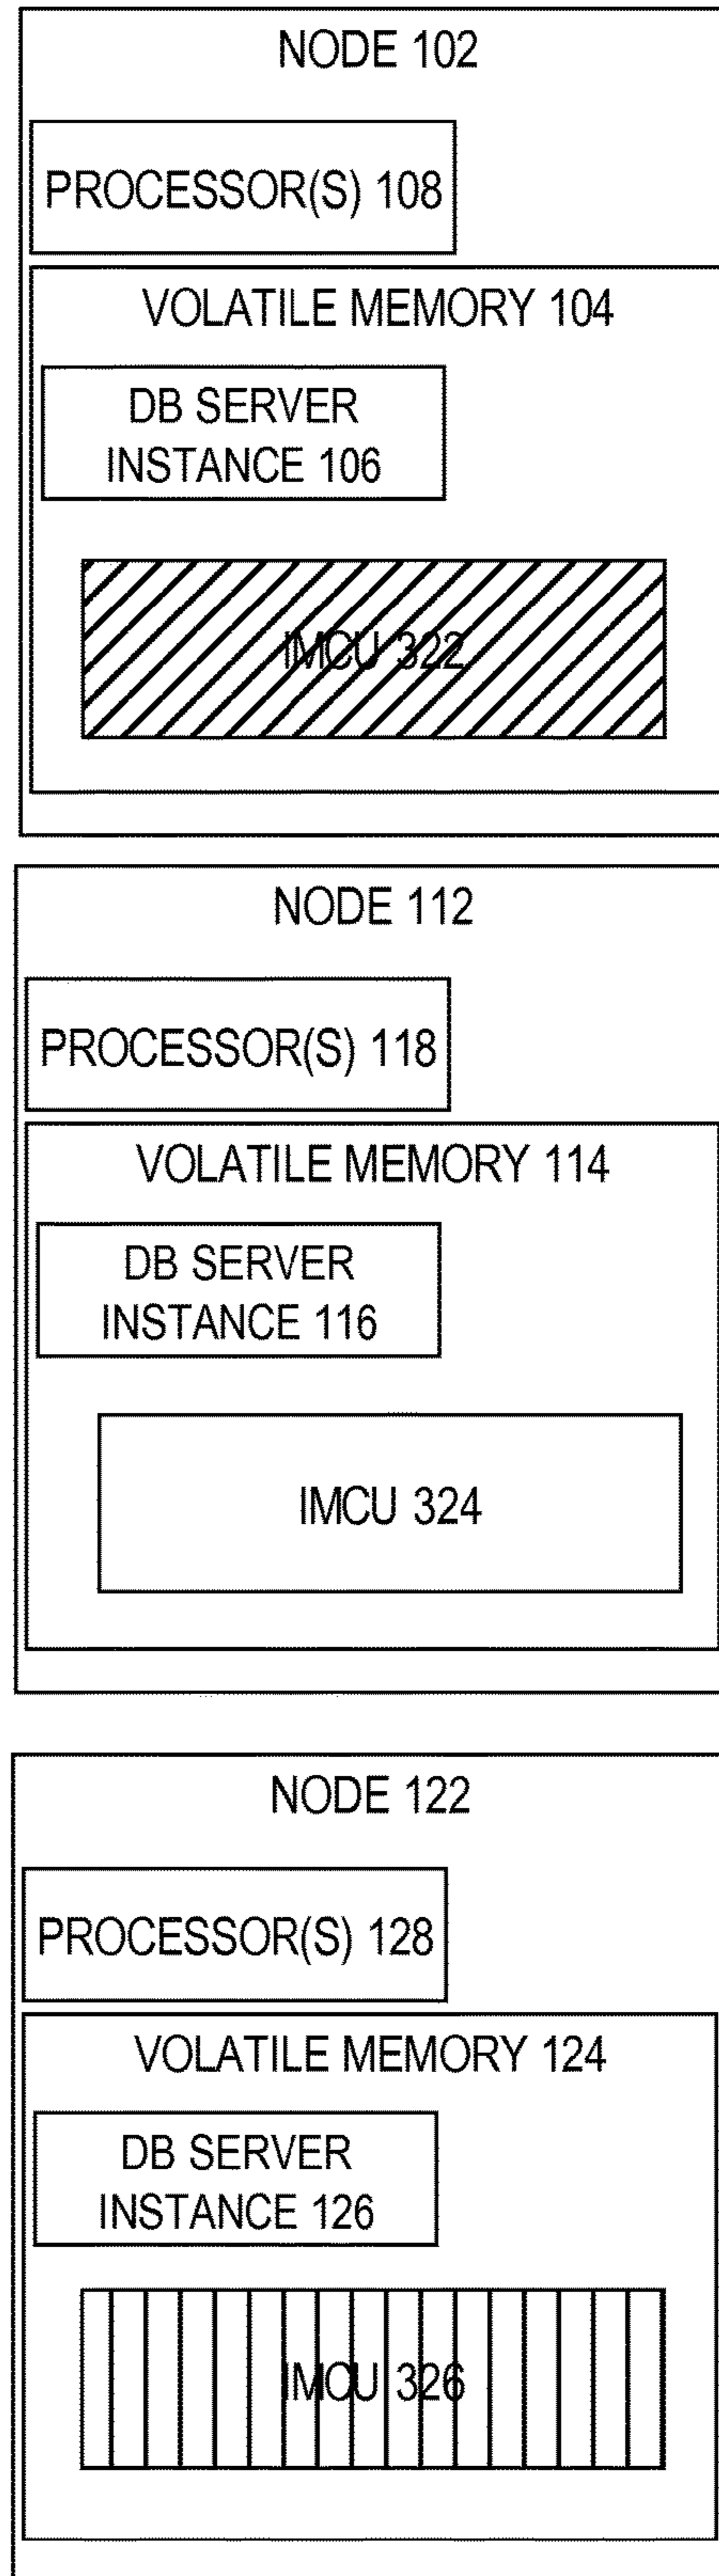 NODE 102
PROCESSOR(S) 108
VOLATILE MEMORY 104
DB SERVER
INSTANCE 106
IMCU 322
NODE 112
PROCESSOR(S) 118
VOLATILE MEMORY 114
DB SERVER
INSTANCE 116
IMCU 324
NODE 122
PROCESSOR(S) 128
VOLATILE MEMORY 124
DB SERVER
INSTANCE 126
IMCU 326